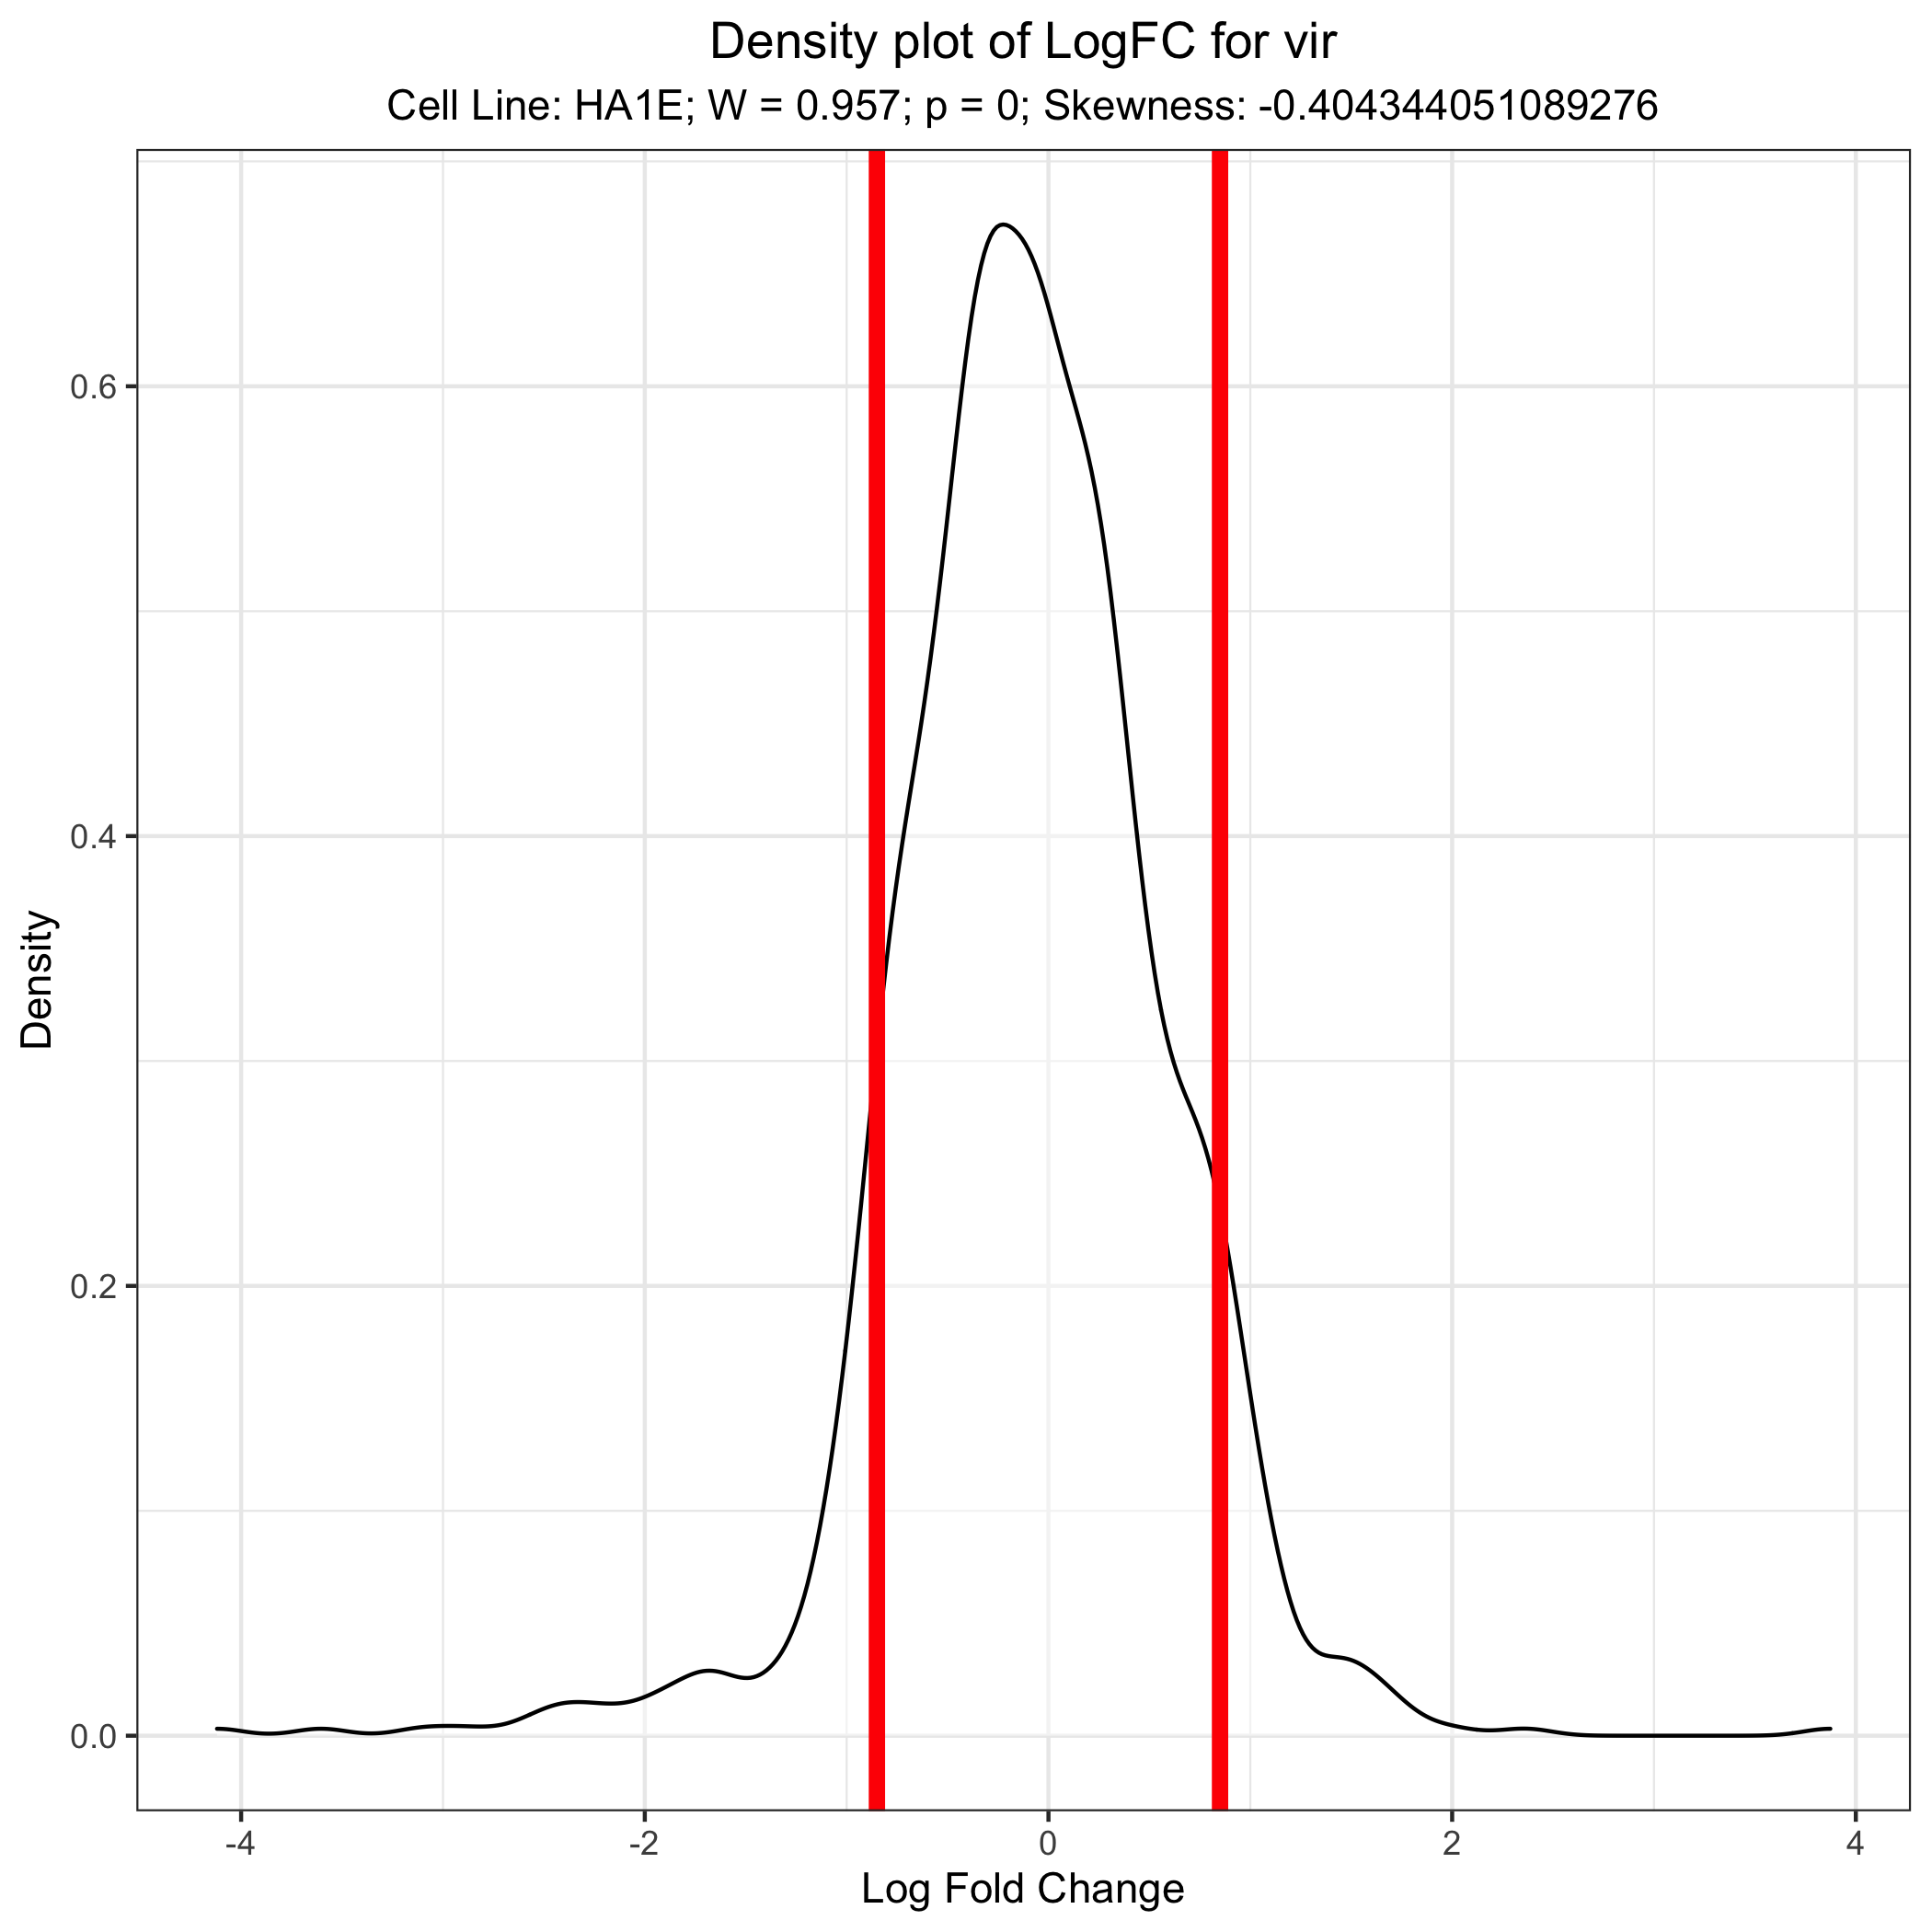 Density plot of LogFC for vir
Cell Line: HA1E; W = 0.957; p = 0; Skewness: -0.404344051089276
Density
0.6
0.4
0.2
0.0
-4 -2 0 2 4
Log Fold Change